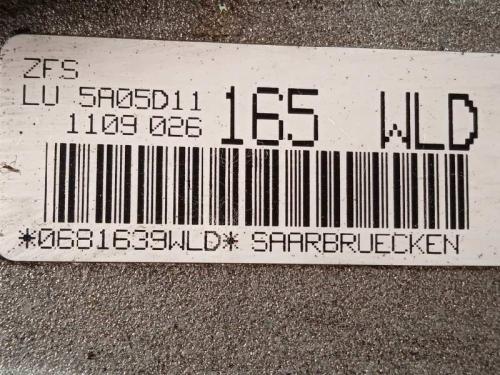 ZFS
LU 5A05D11
1109 026
165 WLD
*0681639WLD* SAARBRUECKEN